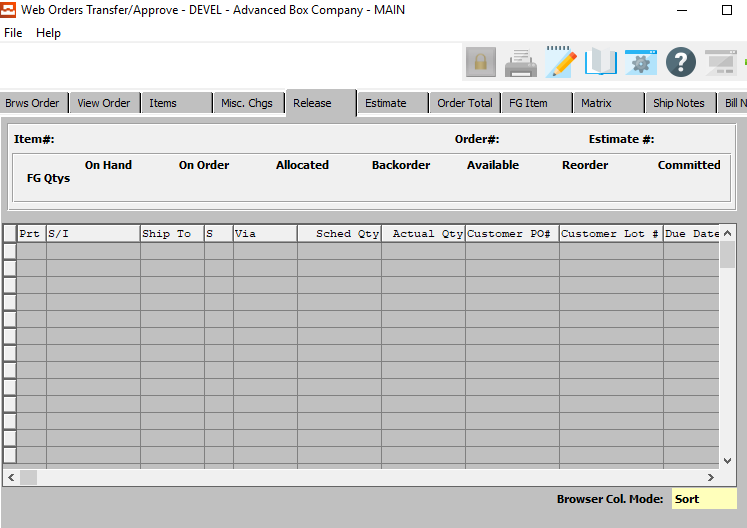 Web Orders Transfer/Approve - DEVEL - Advanced Box Company - MAIN
File Help
Brws Order View Order Items Misc. Chgs Release Estimate Order Total FG Item Matrix Ship Notes Bill N
Item#: Order#: Estimate #:
On Hand On Order Allocated Backorder Available Reorder Committed
FG Qtys
Prt S/I Ship To S Via Sched Qty Actual Qty Customer PO# Customer Lot # Due Date
Browser Col. Mode: Sort